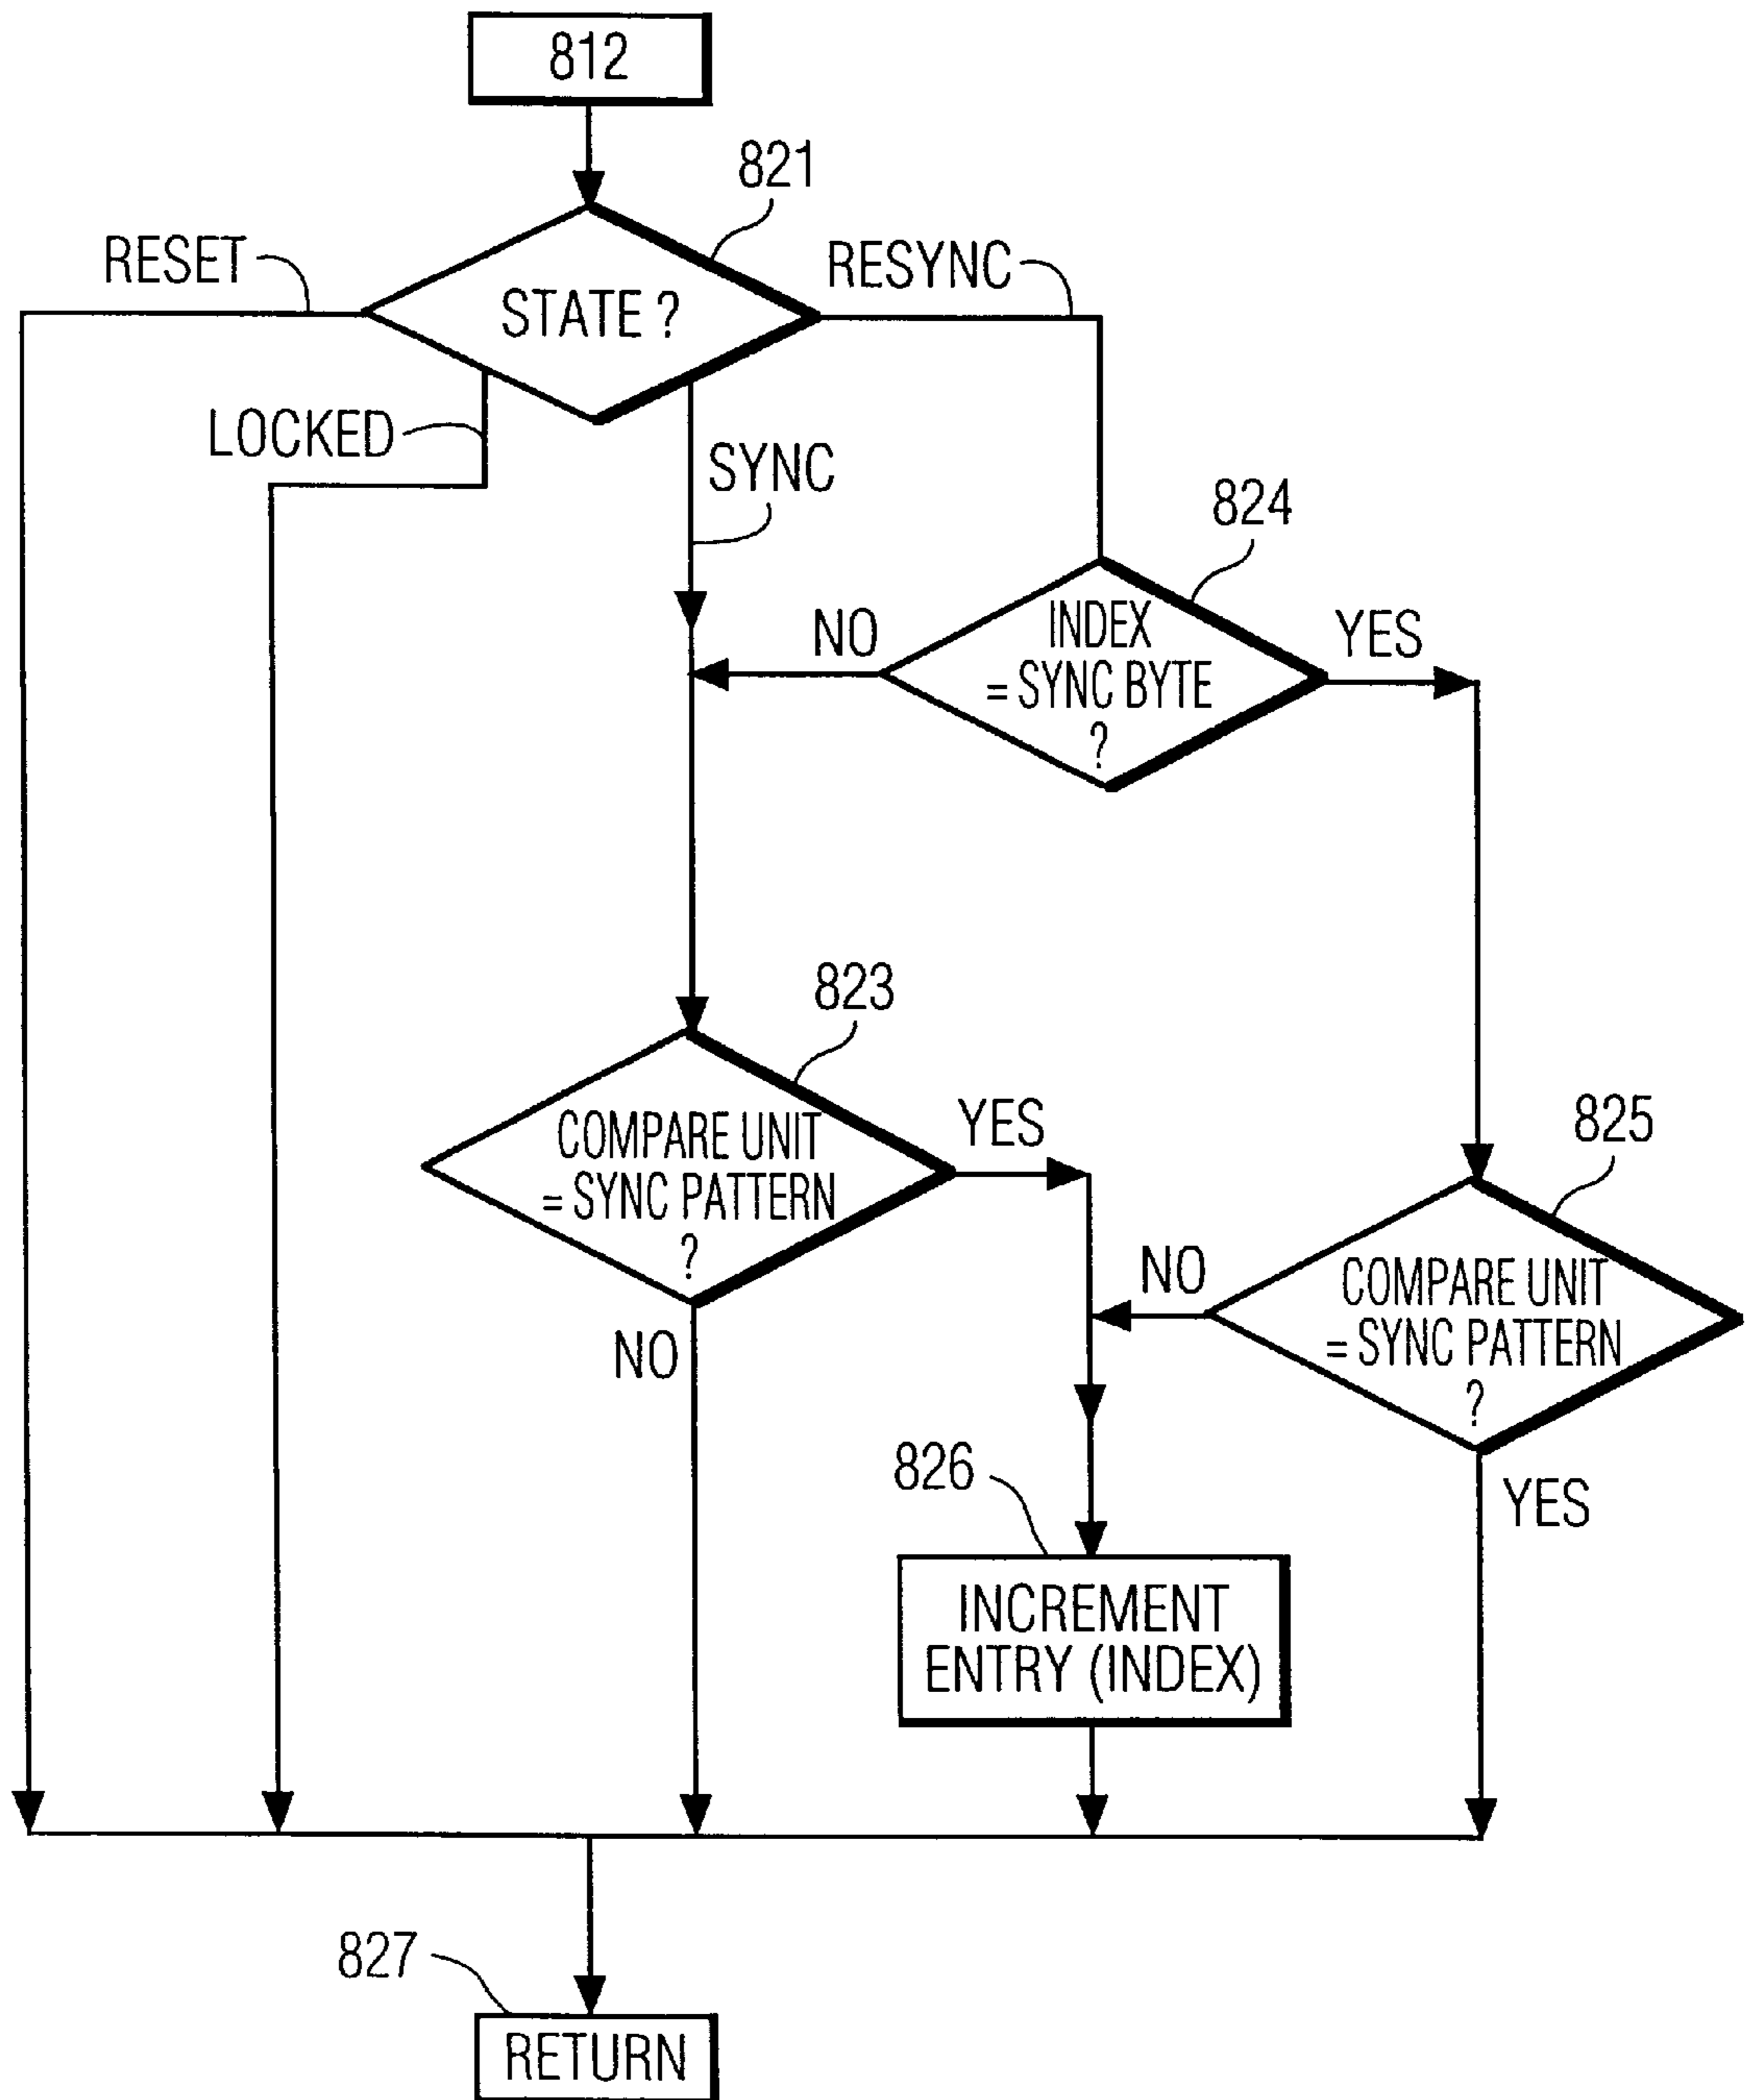 812
821
RESET
RESYNC
STATE ?
LOCKED
SYNC
824
INDEX
= SYNC BYTE
?
NO
YES
823
COMPARE UNIT
= SYNC PATTERN
?
YES
NO
825
COMPARE UNIT
= SYNC PATTERN
?
NO
YES
826
INCREMENT
ENTRY (INDEX)
827
RETURN